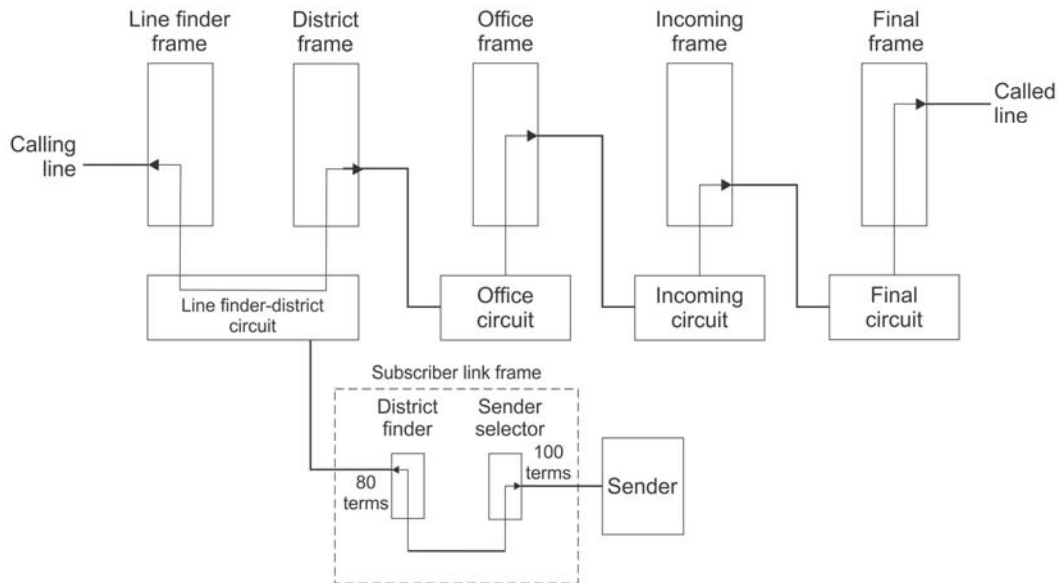 Line finder
frame
District
frame
Office
frame
Incoming
frame
Final
frame
Calling
line
Called
line
Line finder-district
circuit
Office
circuit
Incoming
circuit
Final
circuit
Subscriber link frame
District
finder
Sender
selector
80
terms
100
terms
Sender